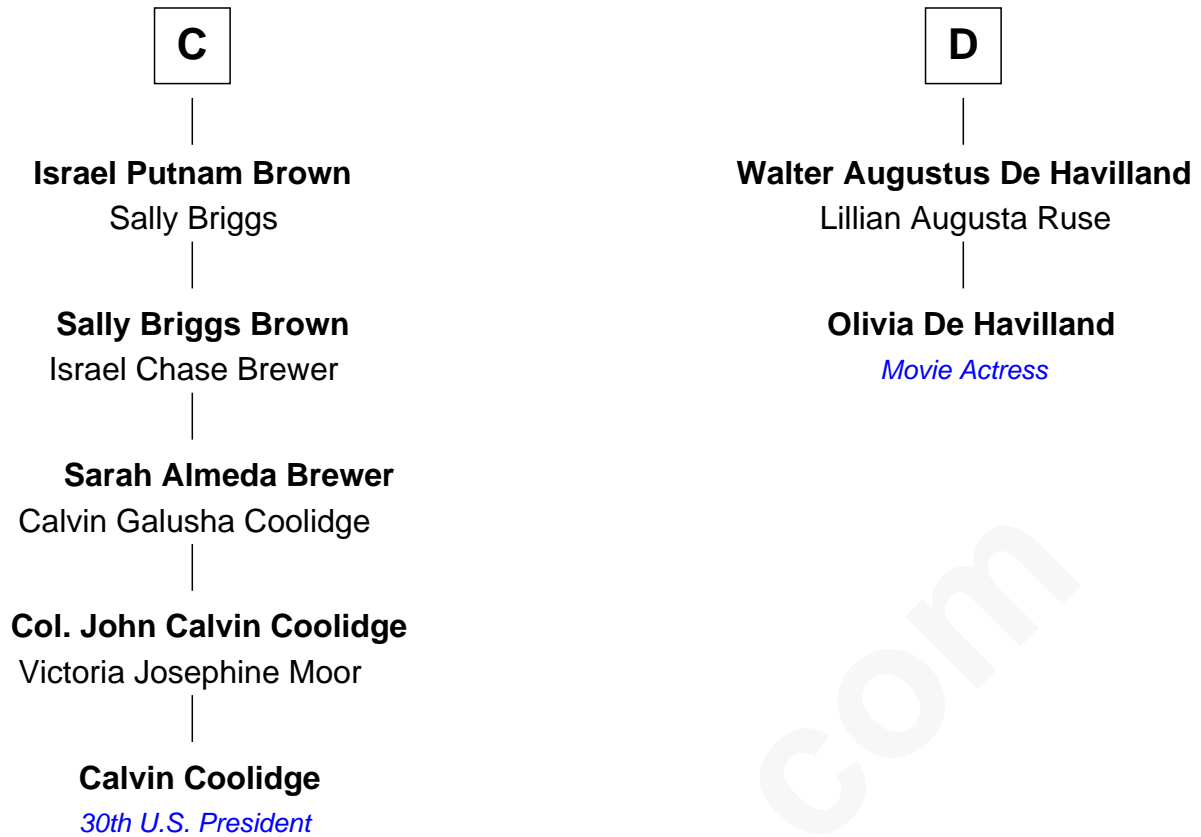 C
Israel Putnam Brown
Sally Briggs
Sally Briggs Brown
Israel Chase Brewer
Sarah Almeda Brewer
Calvin Galusha Coolidge
Col. John Calvin Coolidge
Victoria Josephine Moor
Calvin Coolidge
30th U.S. President
D
Walter Augustus De Havilland
Lillian Augusta Ruse
Olivia De Havilland
Movie Actress
com